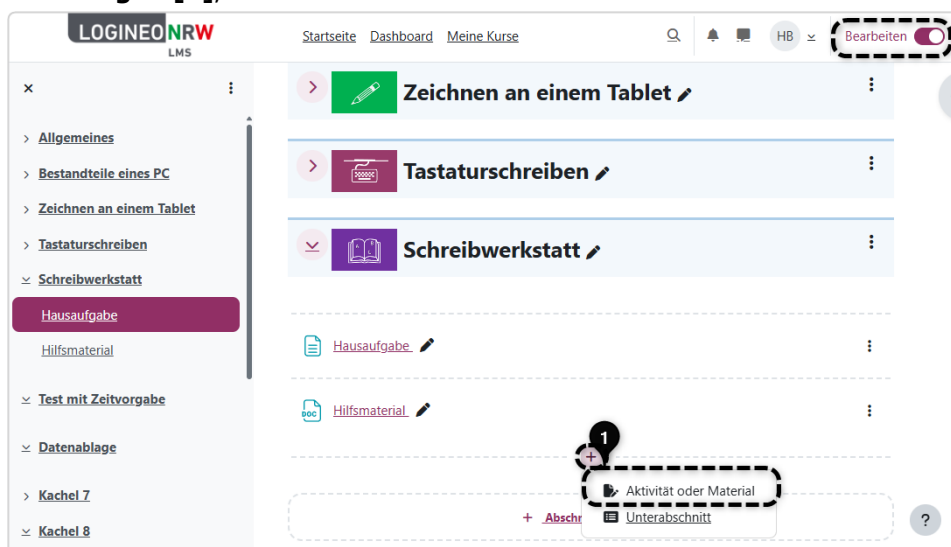 LOGINEO NRW
LMS
Startseite Dashboard Meine Kurse
HB
Bearbeiten
Allgemeines
Bestandteile eines PC
Zeichnen an einem Tablet
Tastaturschreiben
Schreibwerkstatt
Hausaufgabe
Hilfsmaterial
Test mit Zeitvorgabe
Datenablage
Kachel 7
Kachel 8
Zeichnen an einem Tablet
Tastaturschreiben
Schreibwerkstatt
Hausaufgabe
DOC
Hilfsmaterial
1
+
Aktivität oder Material
+ Abschn
Unterabschnitt
?